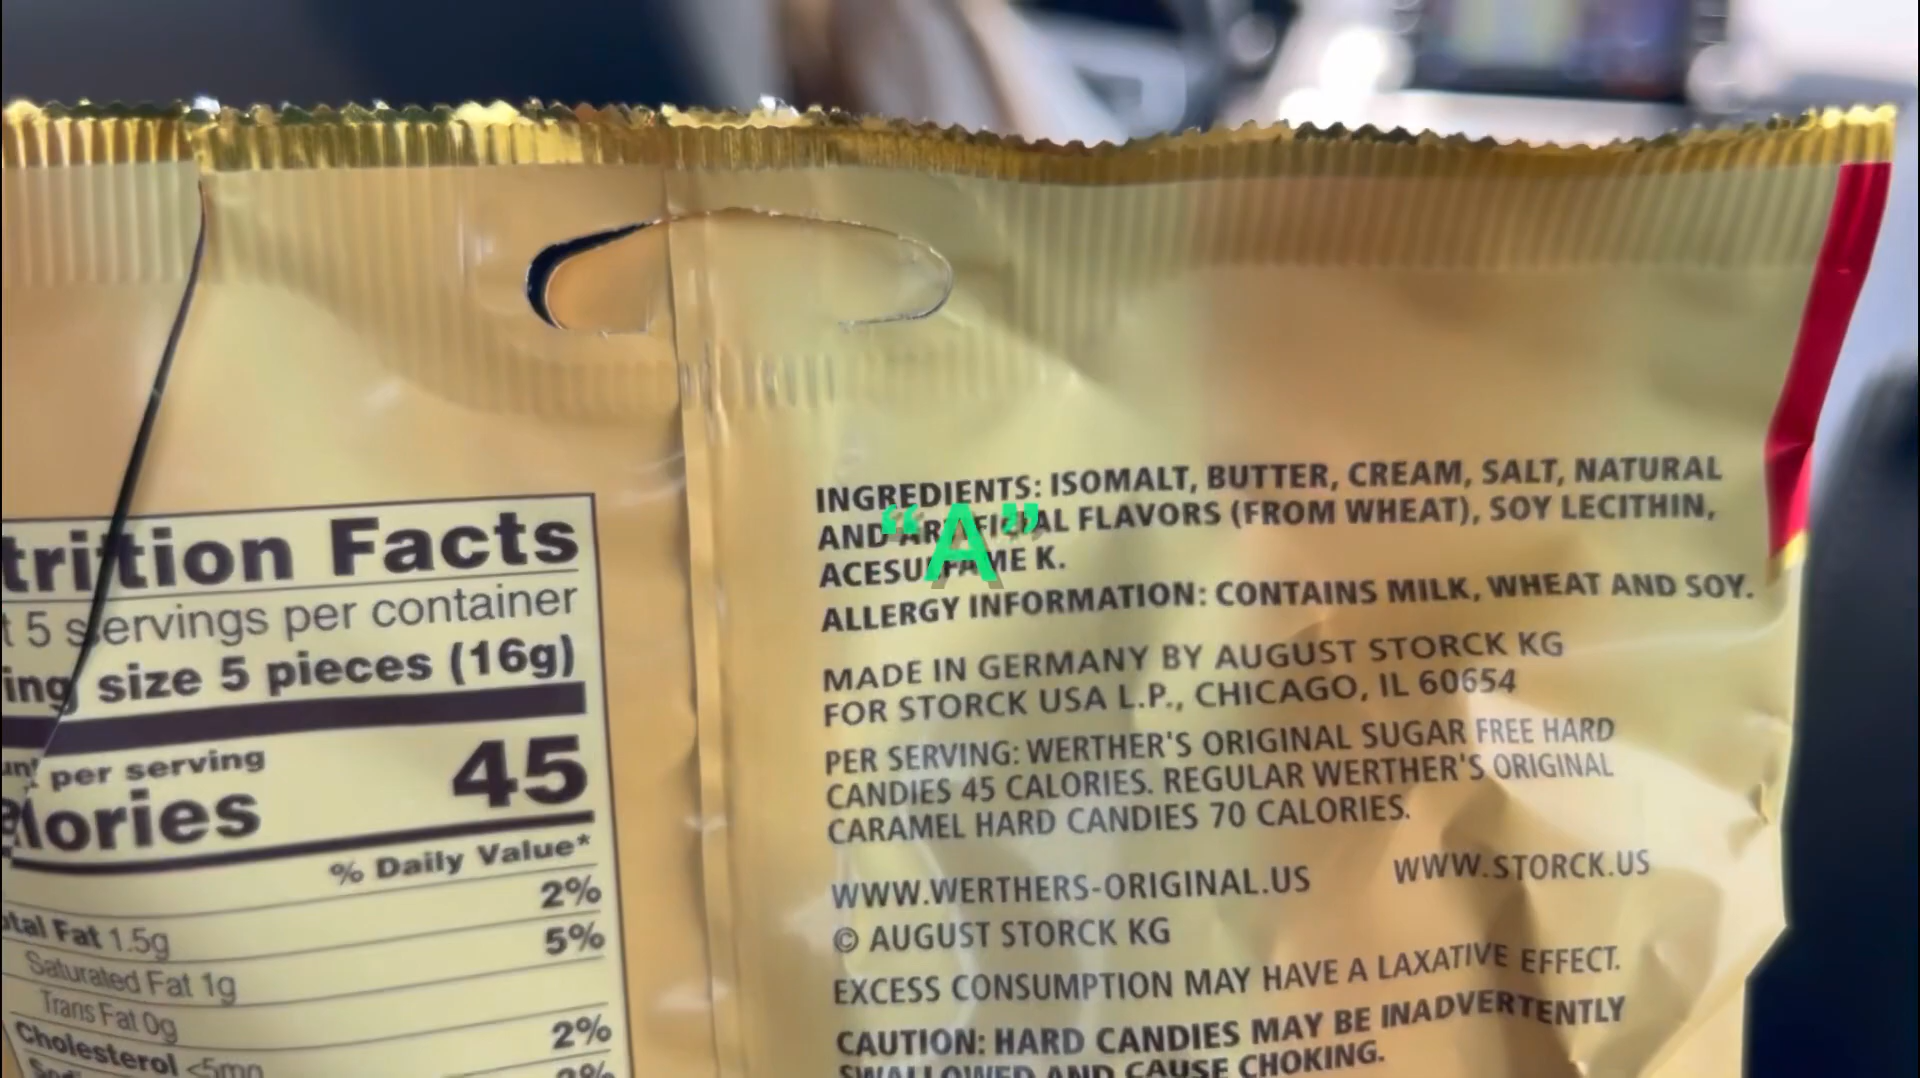 trition Facts
5 servings per container
ing size 5 pieces (16g)
per serving
45
alories
% Daily Value*
2%
otal Fat 1.5g
5%
Saturated Fat 1g
Trans Fat 0g
2%
Cholesterol <5mg
INGREDIENTS: ISOMALT, BUTTER, CREAM, SALT, NATURAL
AND ARTIFICIAL FLAVORS (FROM WHEAT), SOY LECITHIN,
ACESULFAME K.
“A”
ALLERGY INFORMATION: CONTAINS MILK, WHEAT AND SOY.
MADE IN GERMANY BY AUGUST STORCK KG
FOR STORCK USA L.P., CHICAGO, IL 60654
PER SERVING: WERTHER'S ORIGINAL SUGAR FREE HARD
CANDIES 45 CALORIES. REGULAR WERTHER'S ORIGINAL
CARAMEL HARD CANDIES 70 CALORIES.
WWW.WERTHERS-ORIGINAL.US WWW.STORCK.US
© AUGUST STORCK KG
EXCESS CONSUMPTION MAY HAVE A LAXATIVE EFFECT.
CAUTION: HARD CANDIES MAY BE INADVERTENTLY
SWALLOWED AND CAUSE CHOKING.